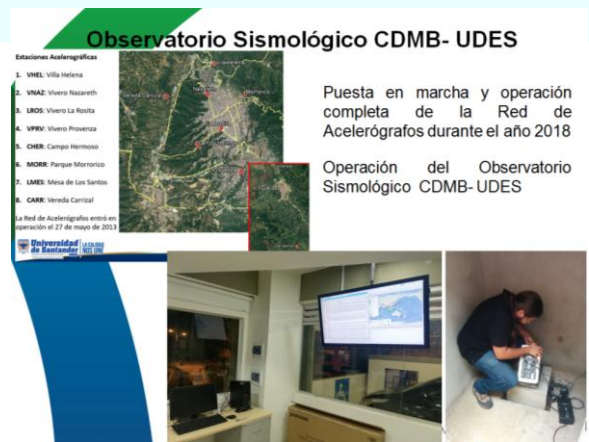 Observatorio Sismológico CDMB- UDES
Estaciones Acelerográficas
1. VHEL: Villa Helena
2. VNAZ: Vivero Nazareth
3. LROS: Vivero La Rosita
4. VPRV: Vivero Provenza
5. CHER: Campo Hermoso
6. MORR: Parque Morrorico
7. LMES: Mesa de Los Santos
8. CARR: Vereda Carrizal
La Red de Acelerógrafos entró en
operación el 27 de mayo de 2013
Universidad
de Santander
LA CALIDAD
NOS UNE
Puesta en marcha y operación
completa de la Red de
Acelerógrafos durante el año 2018
Operación del Observatorio
Sismológico CDMB- UDES